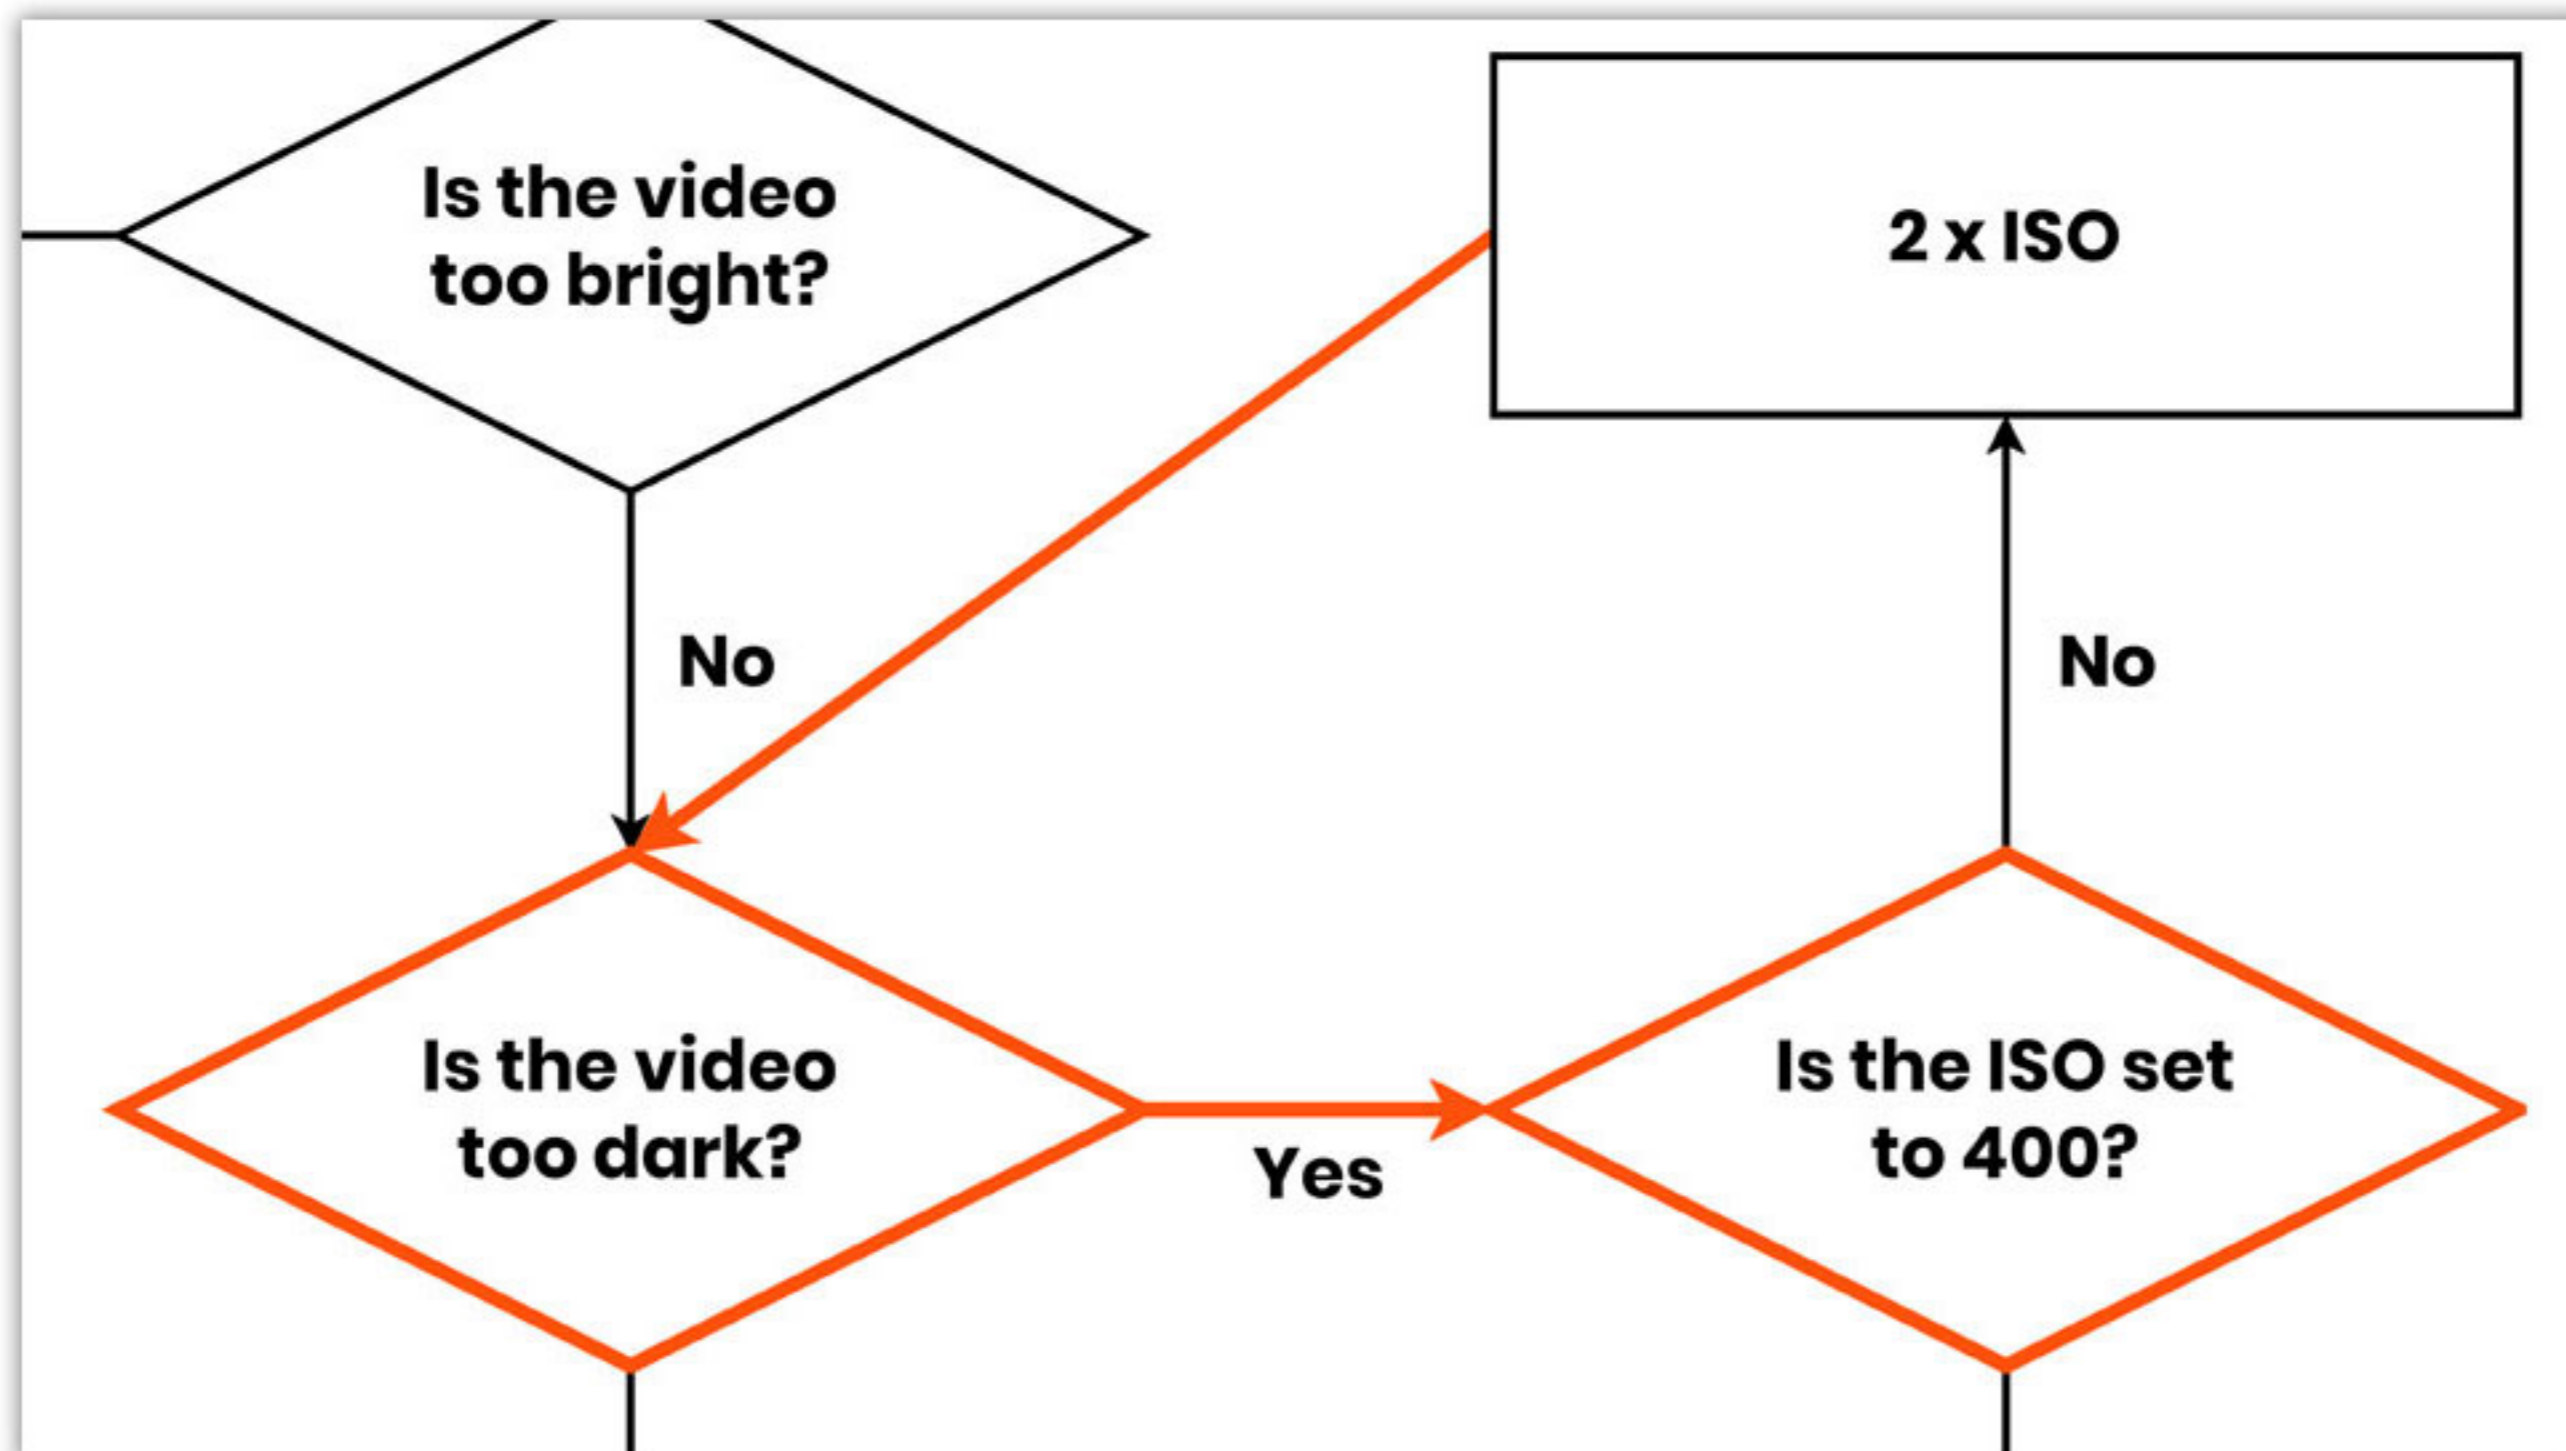 Is the video
too bright?
2 x ISO
No
No
Is the video
too dark?
Yes
Is the ISO set
to 400?